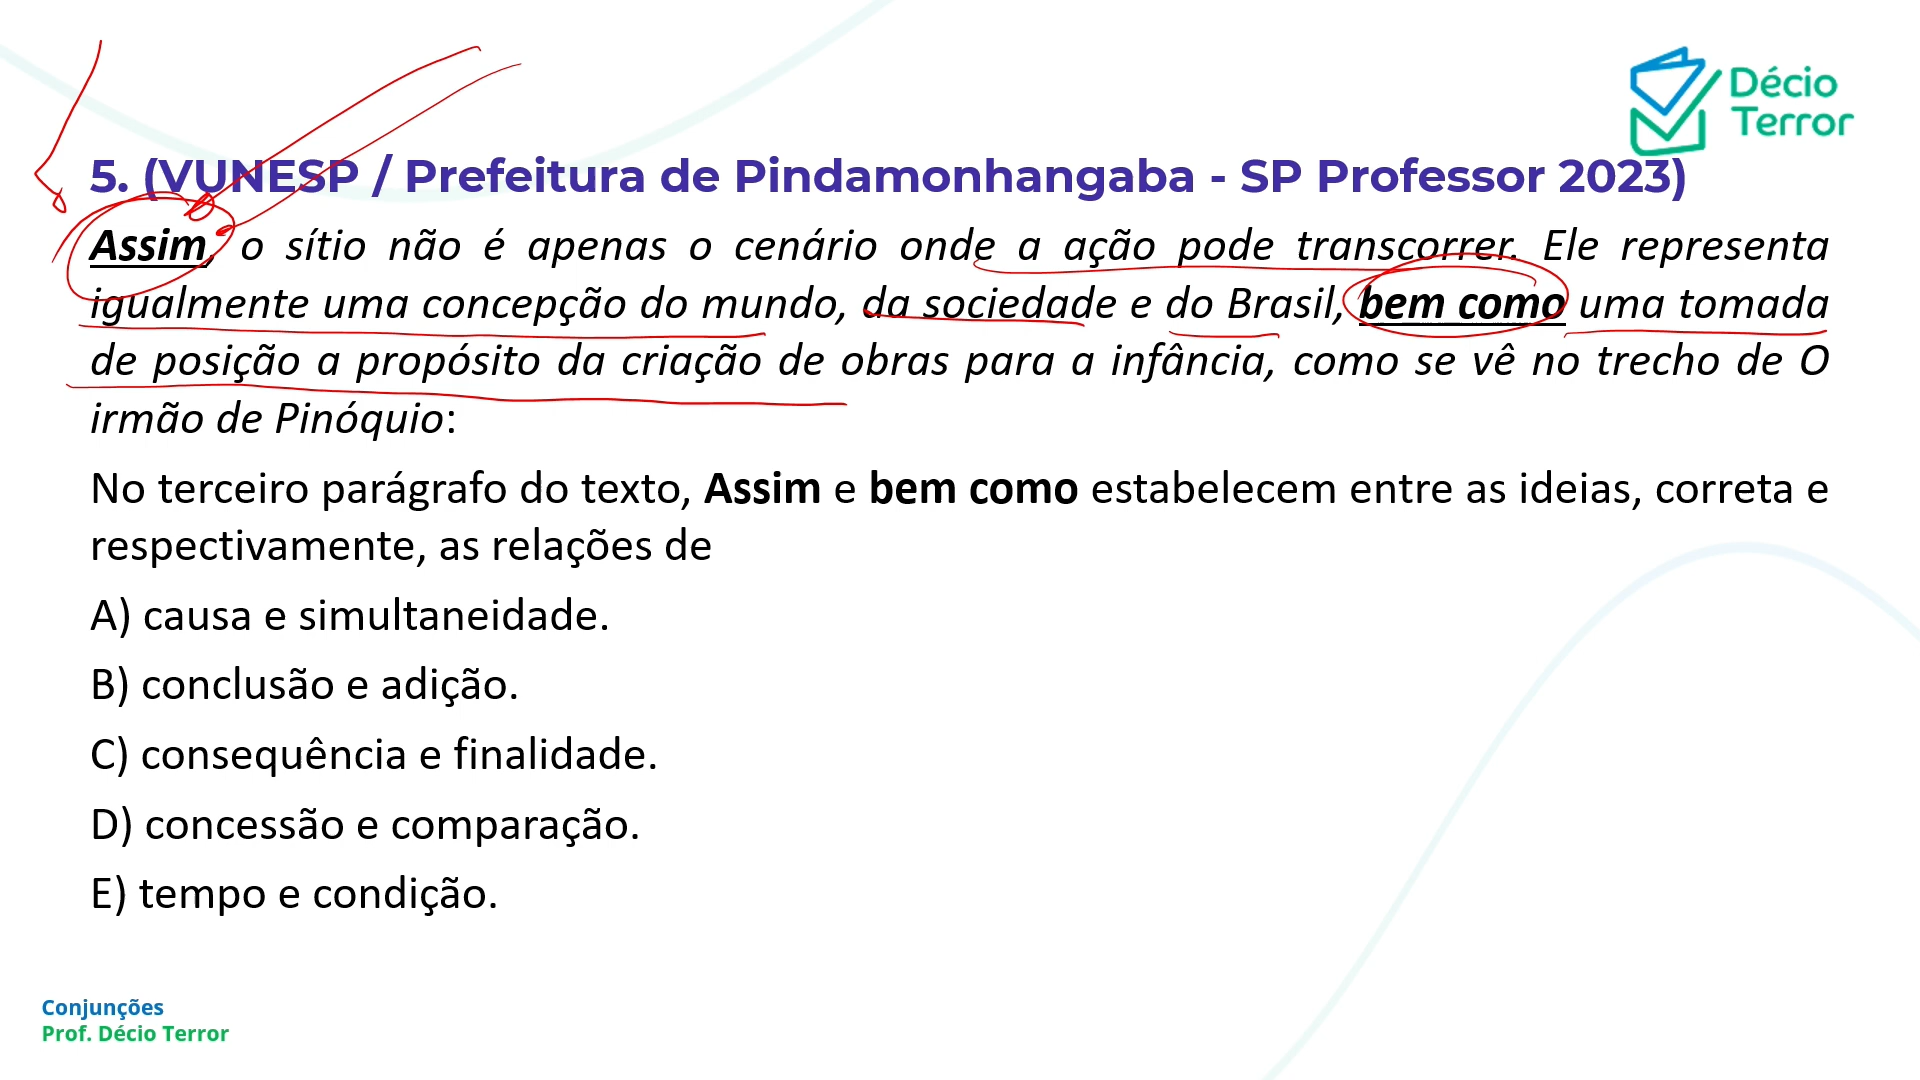 Décio
Terror
5. (VUNESP / Prefeitura de Pindamonhangaba - SP Professor 2023)
Assim, o sítio não é apenas o cenário onde a ação pode transcorrer. Ele representa
igualmente uma concepção do mundo, da sociedade e do Brasil, bem como uma tomada
de posição a propósito da criação de obras para a infância, como se vê no trecho de O
irmão de Pinóquio:
No terceiro parágrafo do texto, Assim e bem como estabelecem entre as ideias, correta e
respectivamente, as relações de
A) causa e simultaneidade.
B) conclusão e adição.
C) consequência e finalidade.
D) concessão e comparação.
E) tempo e condição.
Conjunções
Prof. Décio Terror